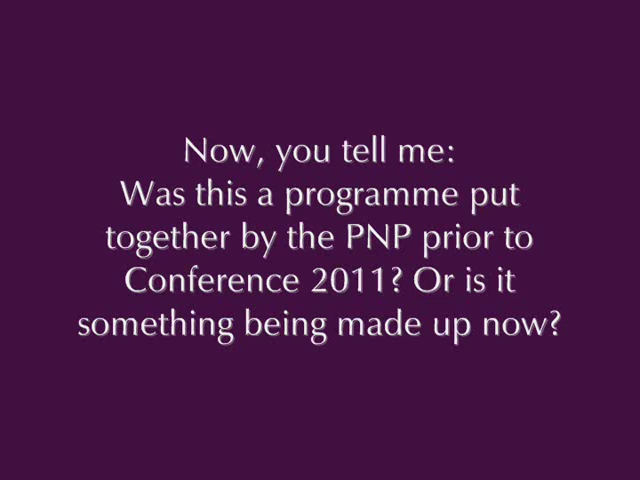 Now, you tell me:
Was this a programme put
together by the PNP prior to
Conference 2011? Or is it
something being made up now?